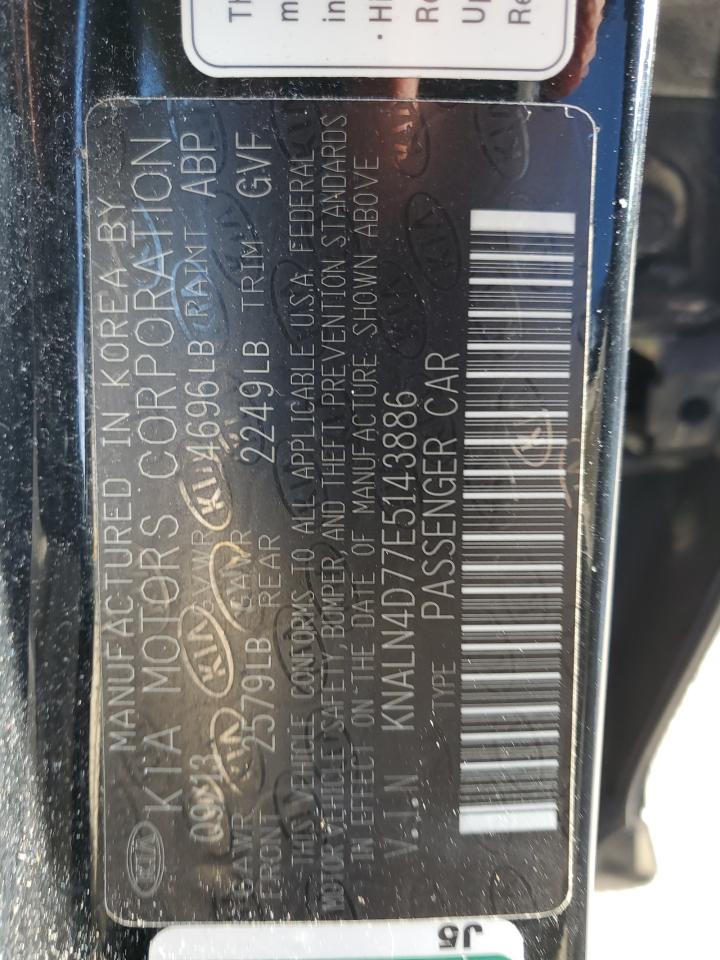 MANUFACTURED IN KOREA BY
KIA MOTORS CORPORATION
KIA
09/13 GVWR 4696LB PAINT ABP
GAWR 2579LB GAWR 2249LB TRIM GVF
FRONT REAR
THIS VEHICLE CONFORMS TO ALL APPLICABLE U.S.A. FEDERAL
MOTOR VEHICLE SAFETY, BUMPER, AND THEFT PREVENTION STANDARDS
IN EFFECT ON THE DATE OF MANUFACTURE SHOWN ABOVE
V.I.N KNALN4D77E5143886
TYPE PASSENGER CAR
J5